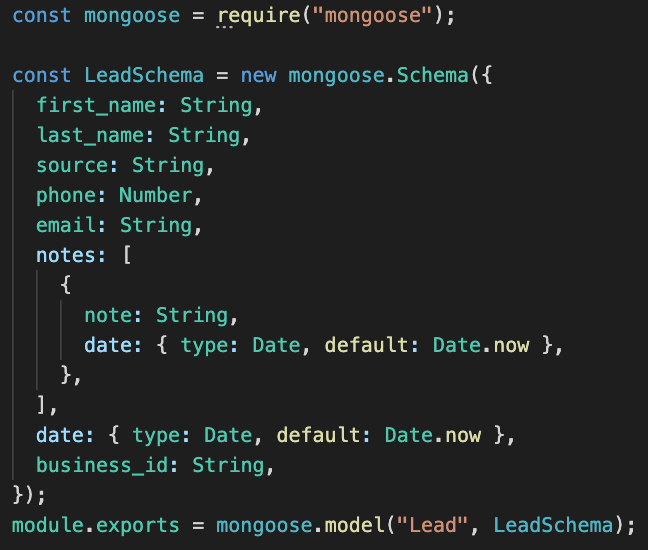 const mongoose = require("mongoose");
const LeadSchema = new mongoose.Schema({
first_name: String,
last_name: String,
source: String,
phone: Number,
email: String,
notes: [
{
note: String,
date: { type: Date, default: Date.now },
},
],
date: { type: Date, default: Date.now },
business_id: String,
});
module.exports = mongoose.model("Lead", LeadSchema);